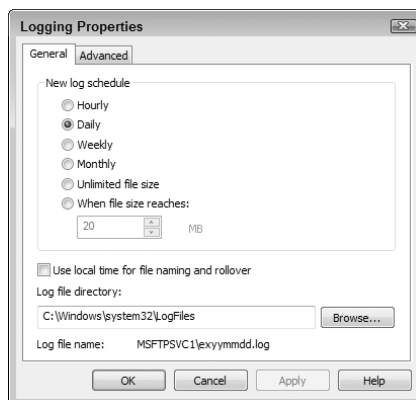 Logging Properties
General Advanced
New log schedule
Hourly
Daily
Weekly
Monthly
Unlimited file size
When file size reaches:
20 MB
Use local time for file naming and rollover
Log file directory:
C:\Windows\system32\LogFiles Browse...
Log file name: MSFTPSVC1\exyymmdd.log
OK Cancel Apply Help